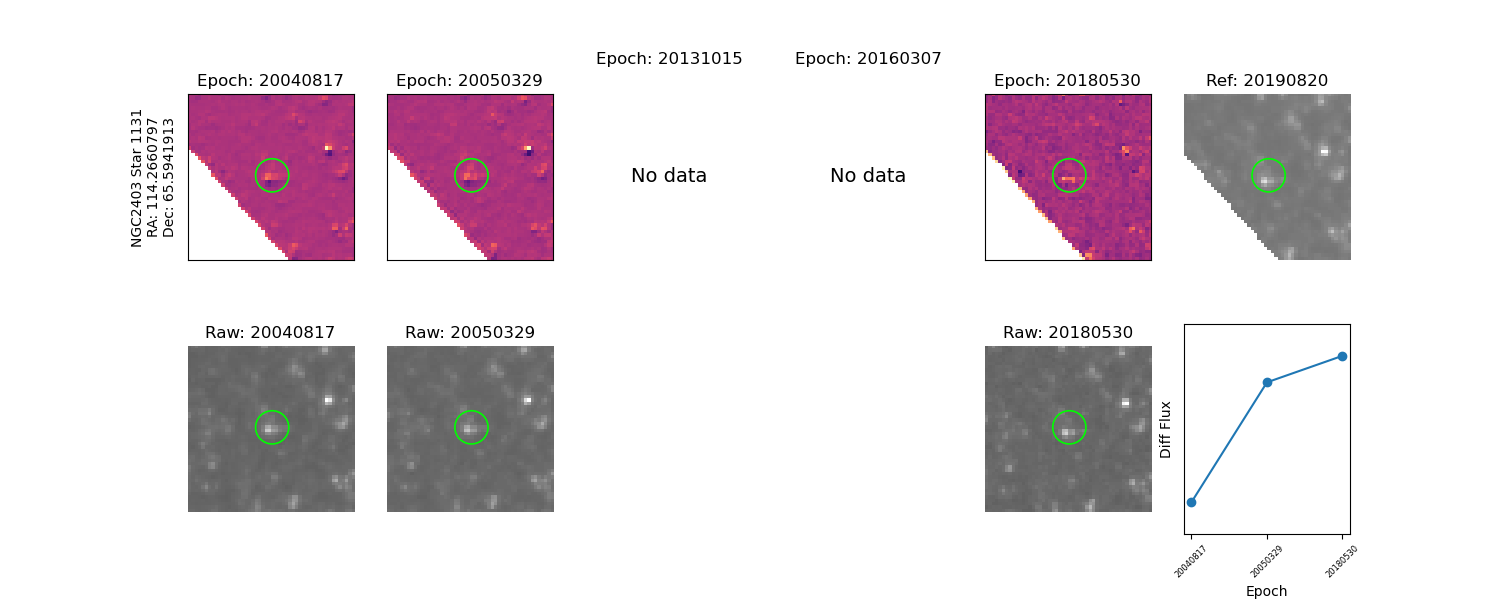 Epoch: 20131015
Epoch: 20160307
Epoch: 20040817
Epoch: 20050329
Epoch: 20180530
Ref: 20190820
NGC2403 Star 1131
RA: 114.2660797
Dec: 65.5941913
No data
No data
Raw: 20040817
Raw: 20050329
Raw: 20180530
Diff Flux
20040817
20050329
20180530
Epoch